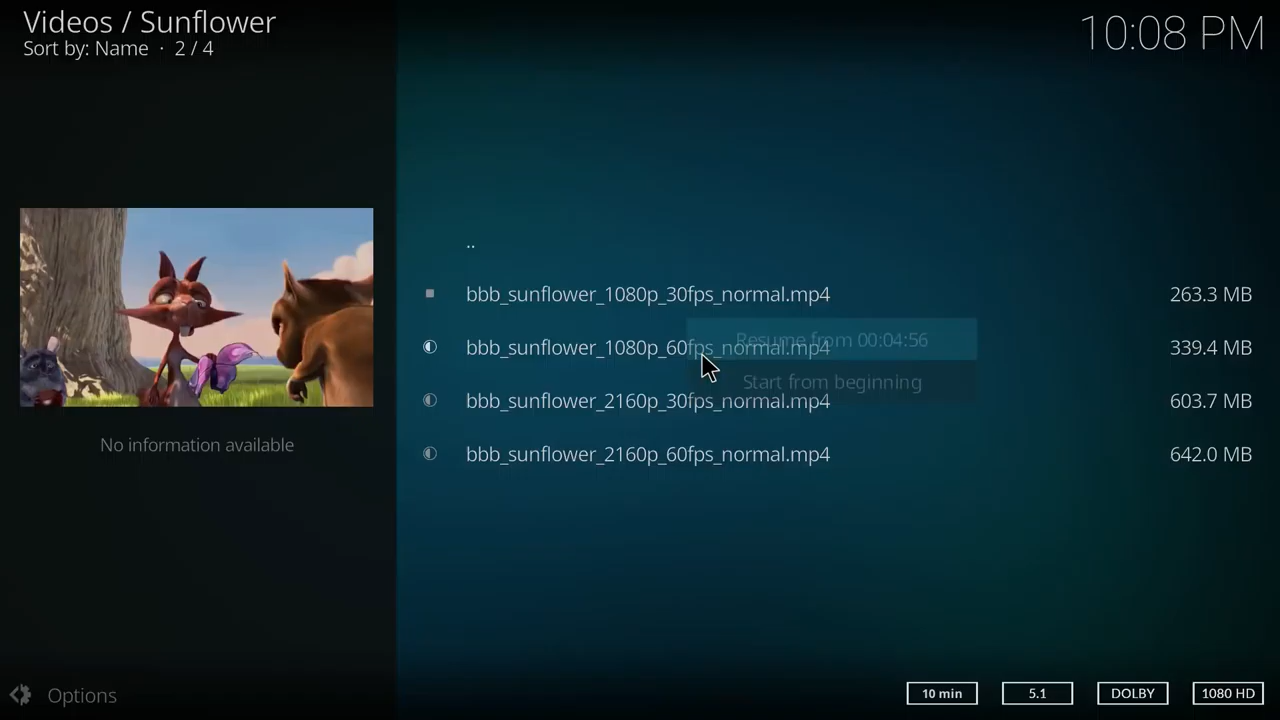 Videos / Sunflower
Sort by: Name · 2 / 4
10:08 PM
..
bbb_sunflower_1080p_30fps_normal.mp4 263.3 MB
bbb_sunflower_1080p_60fps_normal.mp4 339.4 MB
Resume from 00:04:56
Start from beginning
bbb_sunflower_2160p_30fps_normal.mp4 603.7 MB
bbb_sunflower_2160p_60fps_normal.mp4 642.0 MB
No information available
Options
10 min 5.1 DOLBY 1080 HD